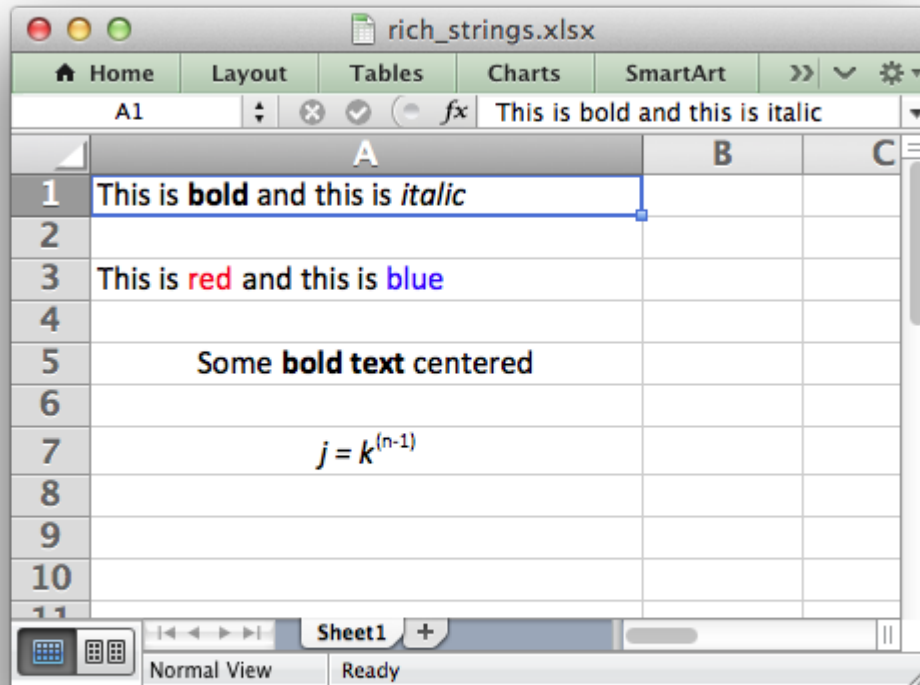 rich_strings.xlsx
Home Layout Tables Charts SmartArt
A1 fx This is bold and this is italic
A B C
1 This is bold and this is italic
2
3 This is red and this is blue
4
5 Some bold text centered
6
7 j = k(n-1)
8
9
10
11
Sheet1 +
Normal View Ready